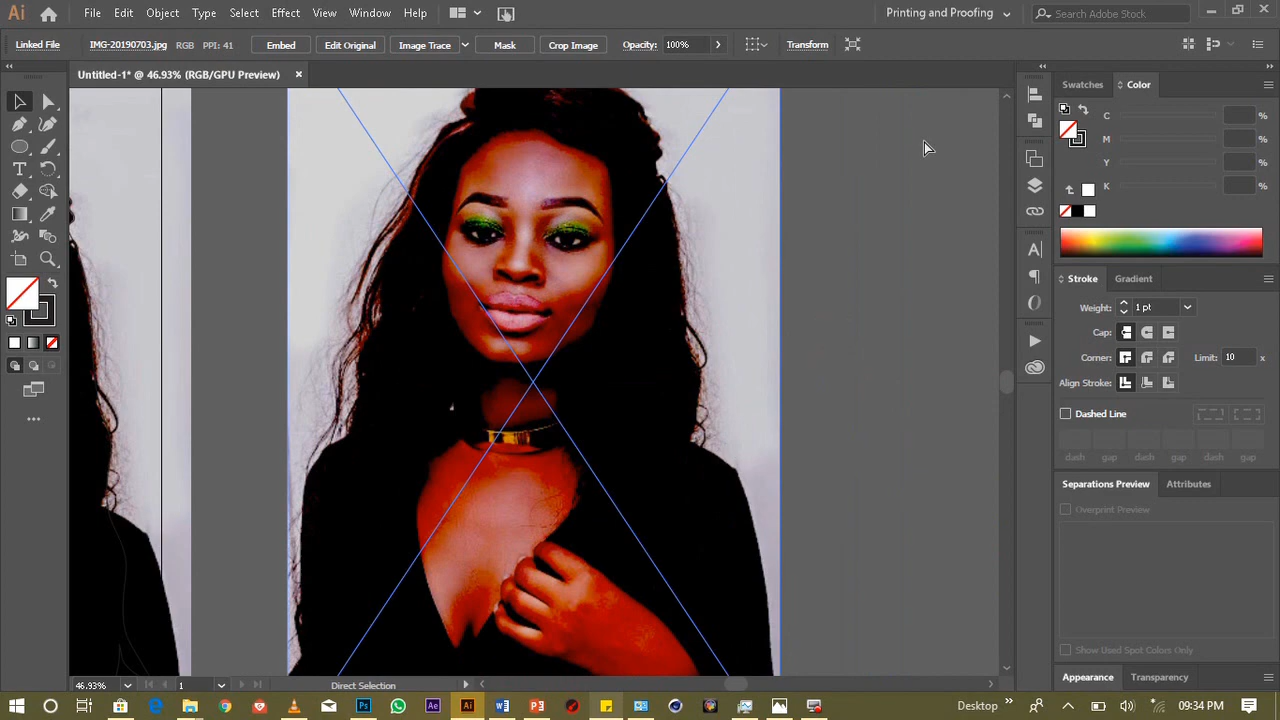 Ai File Edit Object Type Select Effect View Window Help Printing and Proofing Search Adobe Stock
Linked File IMG-20190703.jpg RGB PPI: 41 Embed Edit Original Image Trace Mask Crop Image Opacity: 100% Transform
Untitled-1* @ 46.93% (RGB/GPU Preview)
Swatches Color
C %
M %
Y %
K %
Stroke Gradient
Weight: 1 pt
Cap:
Corner: Limit: 10 x
Align Stroke:
Dashed Line
dash gap dash gap dash gap
Separations Preview Attributes
Overprint Preview
Show Used Spot Colors Only
Appearance Transparency
46.93% 1 Direct Selection
Ps Ae Ai Desktop 09:34 PM